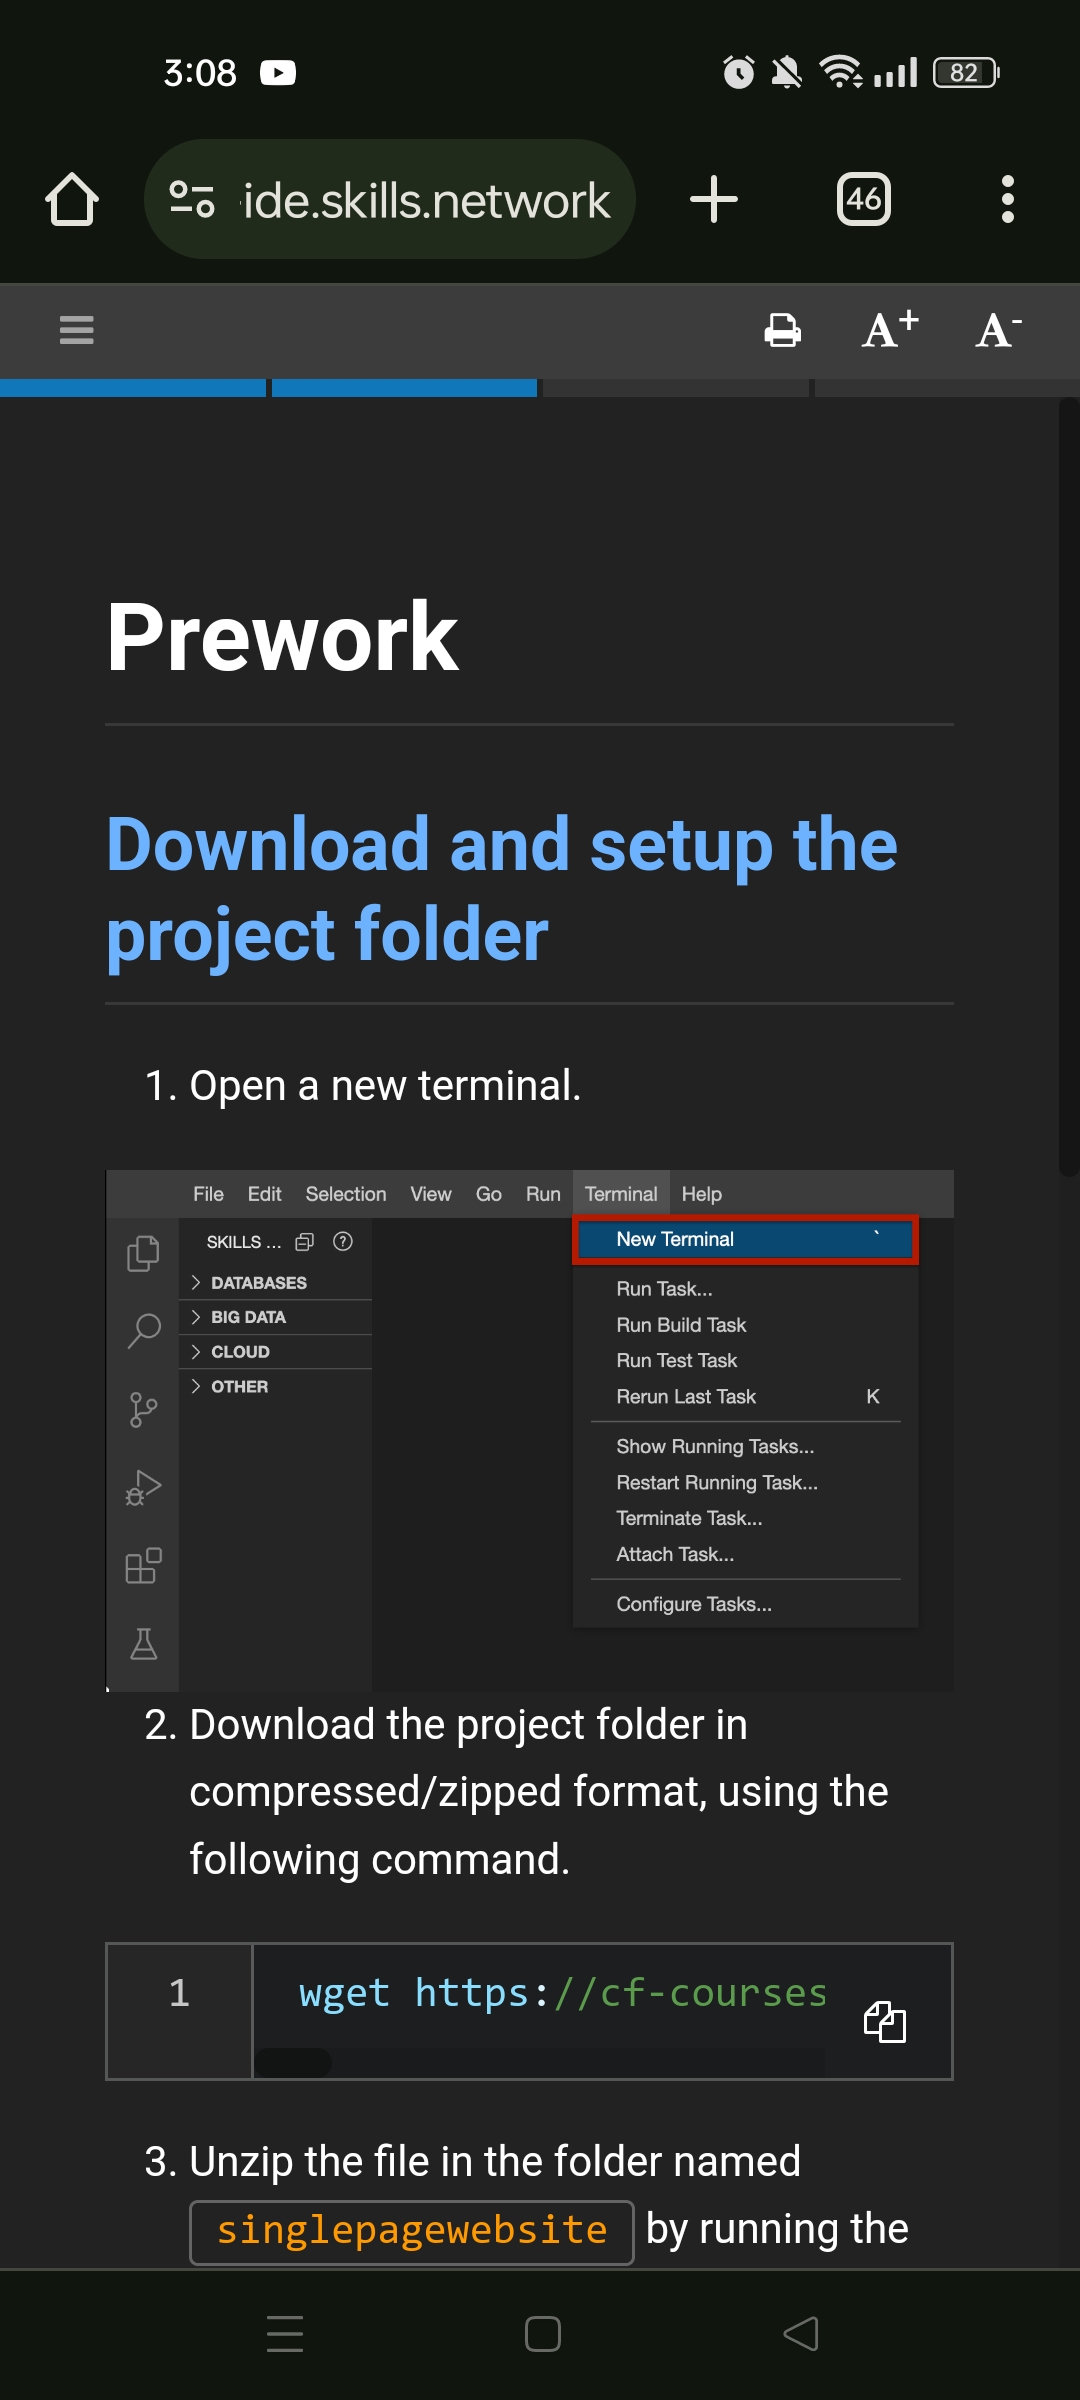 3:08
82
ide.skills.network
46
A+ A-
Prework
Download and setup the
project folder
1. Open a new terminal.
File Edit Selection View Go Run Terminal Help
SKILLS ...
New Terminal `
DATABASES
Run Task...
BIG DATA
Run Build Task
CLOUD
Run Test Task
OTHER
Rerun Last Task K
Show Running Tasks...
Restart Running Task...
Terminate Task...
Attach Task...
Configure Tasks...
2. Download the project folder in
compressed/zipped format, using the
following command.
1 wget https://cf-courses
3. Unzip the file in the folder named
singlepagewebsite by running the